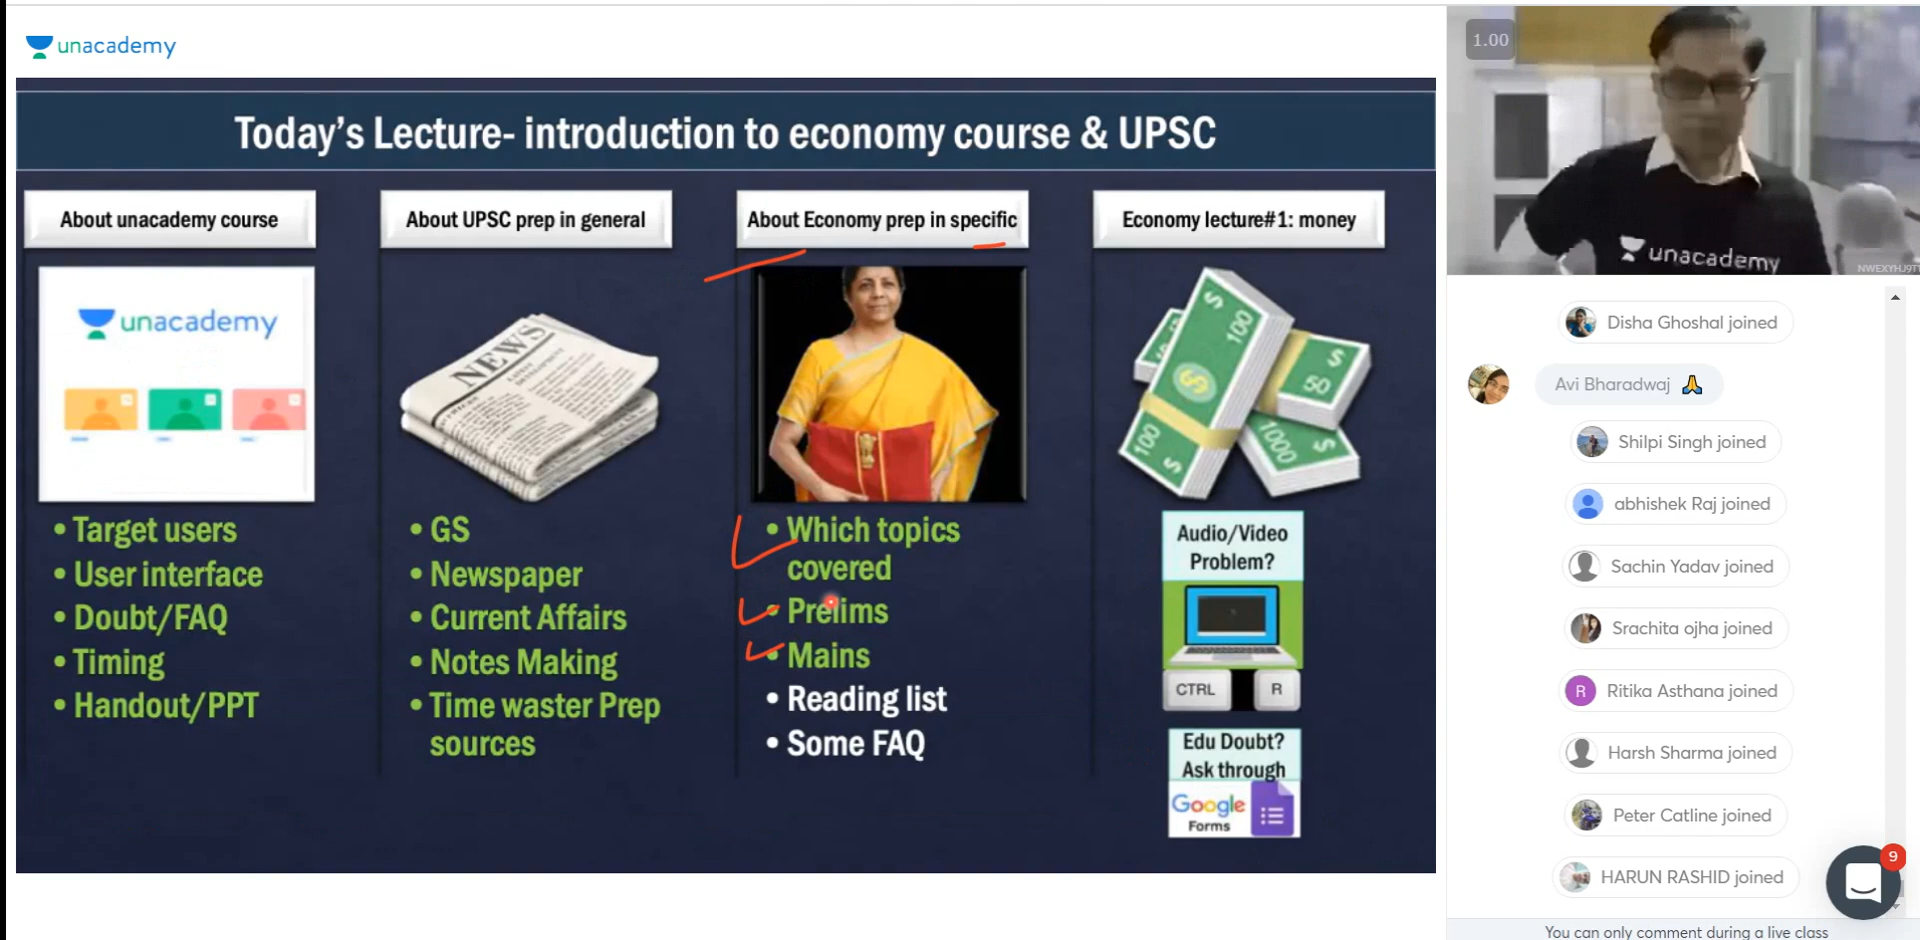 unacademy
Today's Lecture- introduction to economy course & UPSC
About unacademy course
unacademy
• Target users
• User interface
• Doubt/FAQ
• Timing
• Handout/PPT
About UPSC prep in general
NEWS
• GS
• Newspaper
• Current Affairs
• Notes Making
• Time waster Prep
sources
About Economy prep in specific
• Which topics
covered
• Prelims
• Mains
• Reading list
• Some FAQ
Economy lecture#1: money
$
100
$
$
50
100
$
1000
$
Audio/Video
Problem?
CTRL
R
Edu Doubt?
Ask through
Google
Forms
1.00
unacademy
Disha Ghoshal joined
Avi Bharadwaj 🙏
Shilpi Singh joined
abhishek Raj joined
Sachin Yadav joined
Srachita ojha joined
R
Ritika Asthana joined
Harsh Sharma joined
Peter Catline joined
HARUN RASHID joined
9
You can only comment during a live class